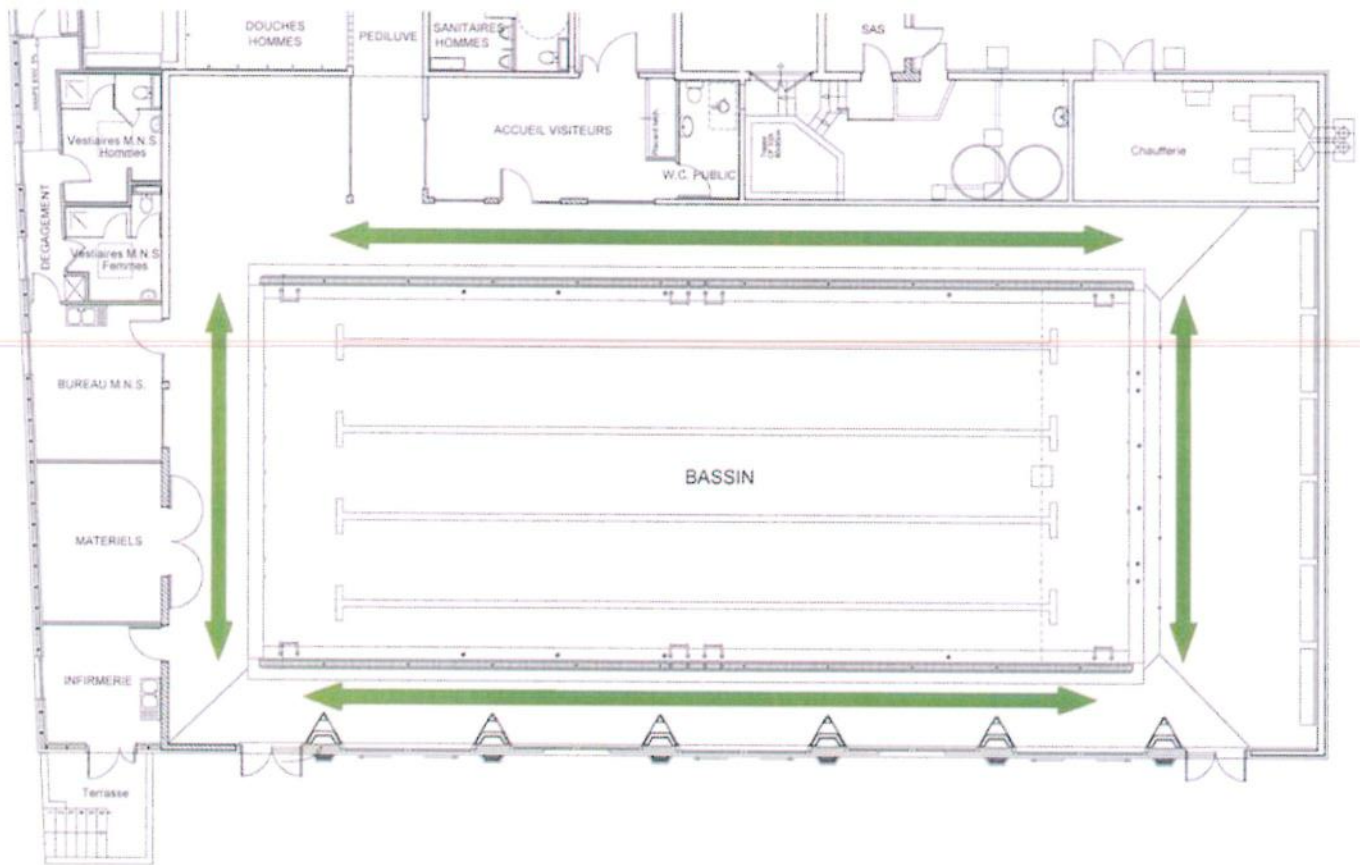 DOUCHES
HOMMES
PEDILUVE
SANITAIRES
HOMMES
SAS
Vestiaires M.N.S
Hommes
ACCUEIL VISITEURS
W.C. PUBLIC
Chaufferie
DEGAGEMENT
Vestiaires M.N.S
Femmes
BUREAU M.N.S.
BASSIN
MATERIELS
INFIRMERIE
Terrasse